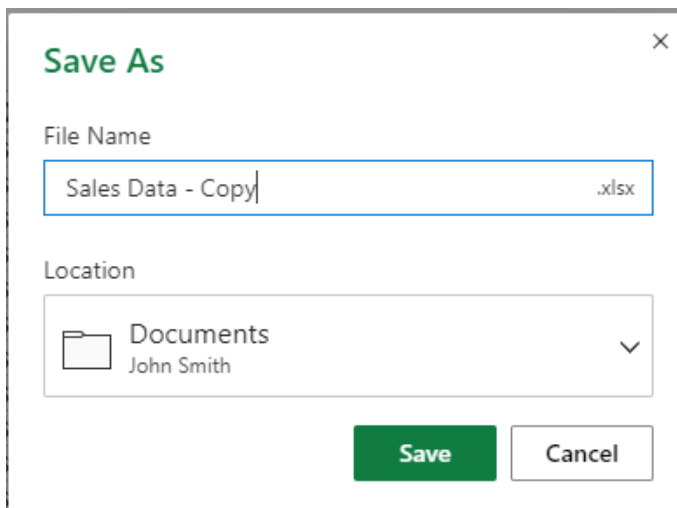 Save As
File Name
Sales Data - Copy .xlsx
Location
Documents
John Smith
Save Cancel